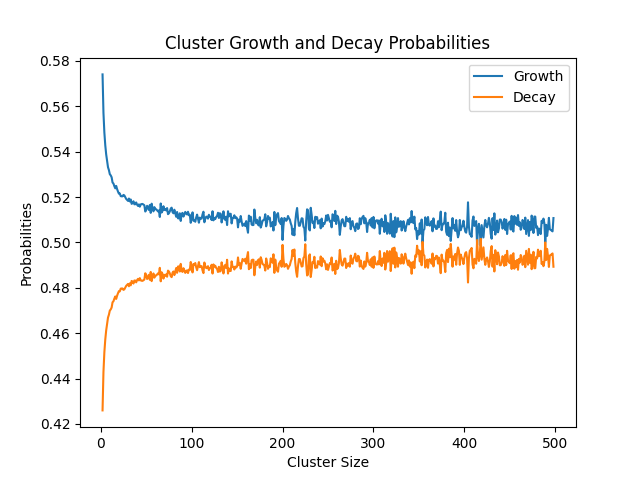 Cluster Growth and Decay Probabilities
0.58
0.56
0.54
0.52
0.50
0.48
0.46
0.44
0.42
Probabilities
Growth
Decay
0 100 200 300 400 500
Cluster Size